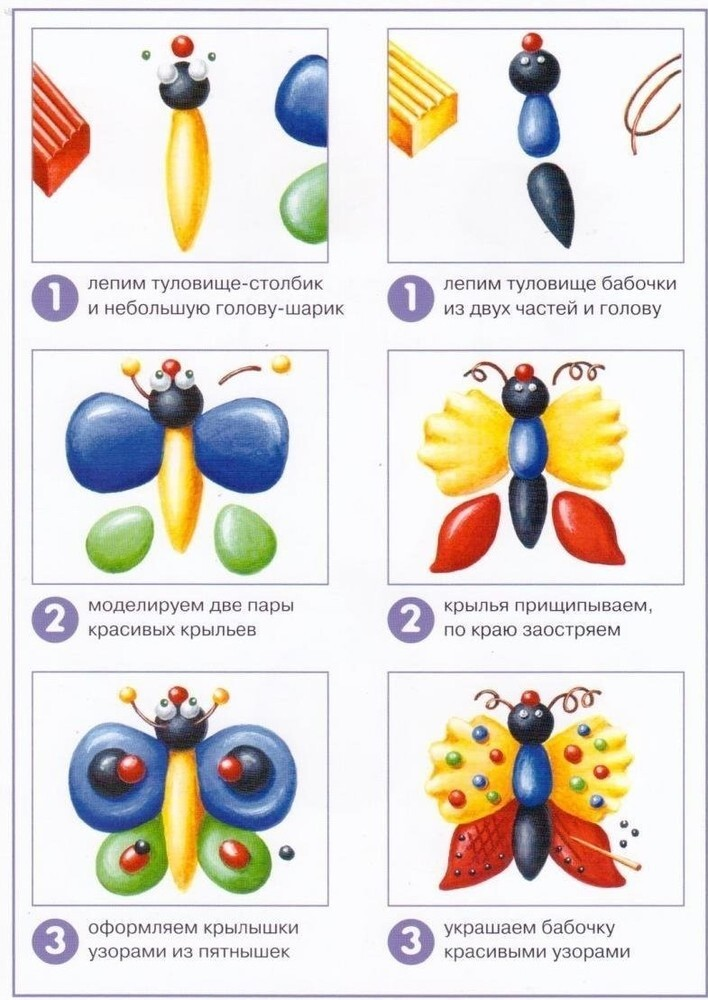 1 лепим туловище-столбик
и небольшую голову-шарик
2 моделируем две пары
красивых крыльев
3 оформляем крылышки
узорами из пятнышек
1 лепим туловище бабочки
из двух частей и голову
2 крылья прищипываем,
по краю заостряем
3 украшаем бабочку
красивыми узорами